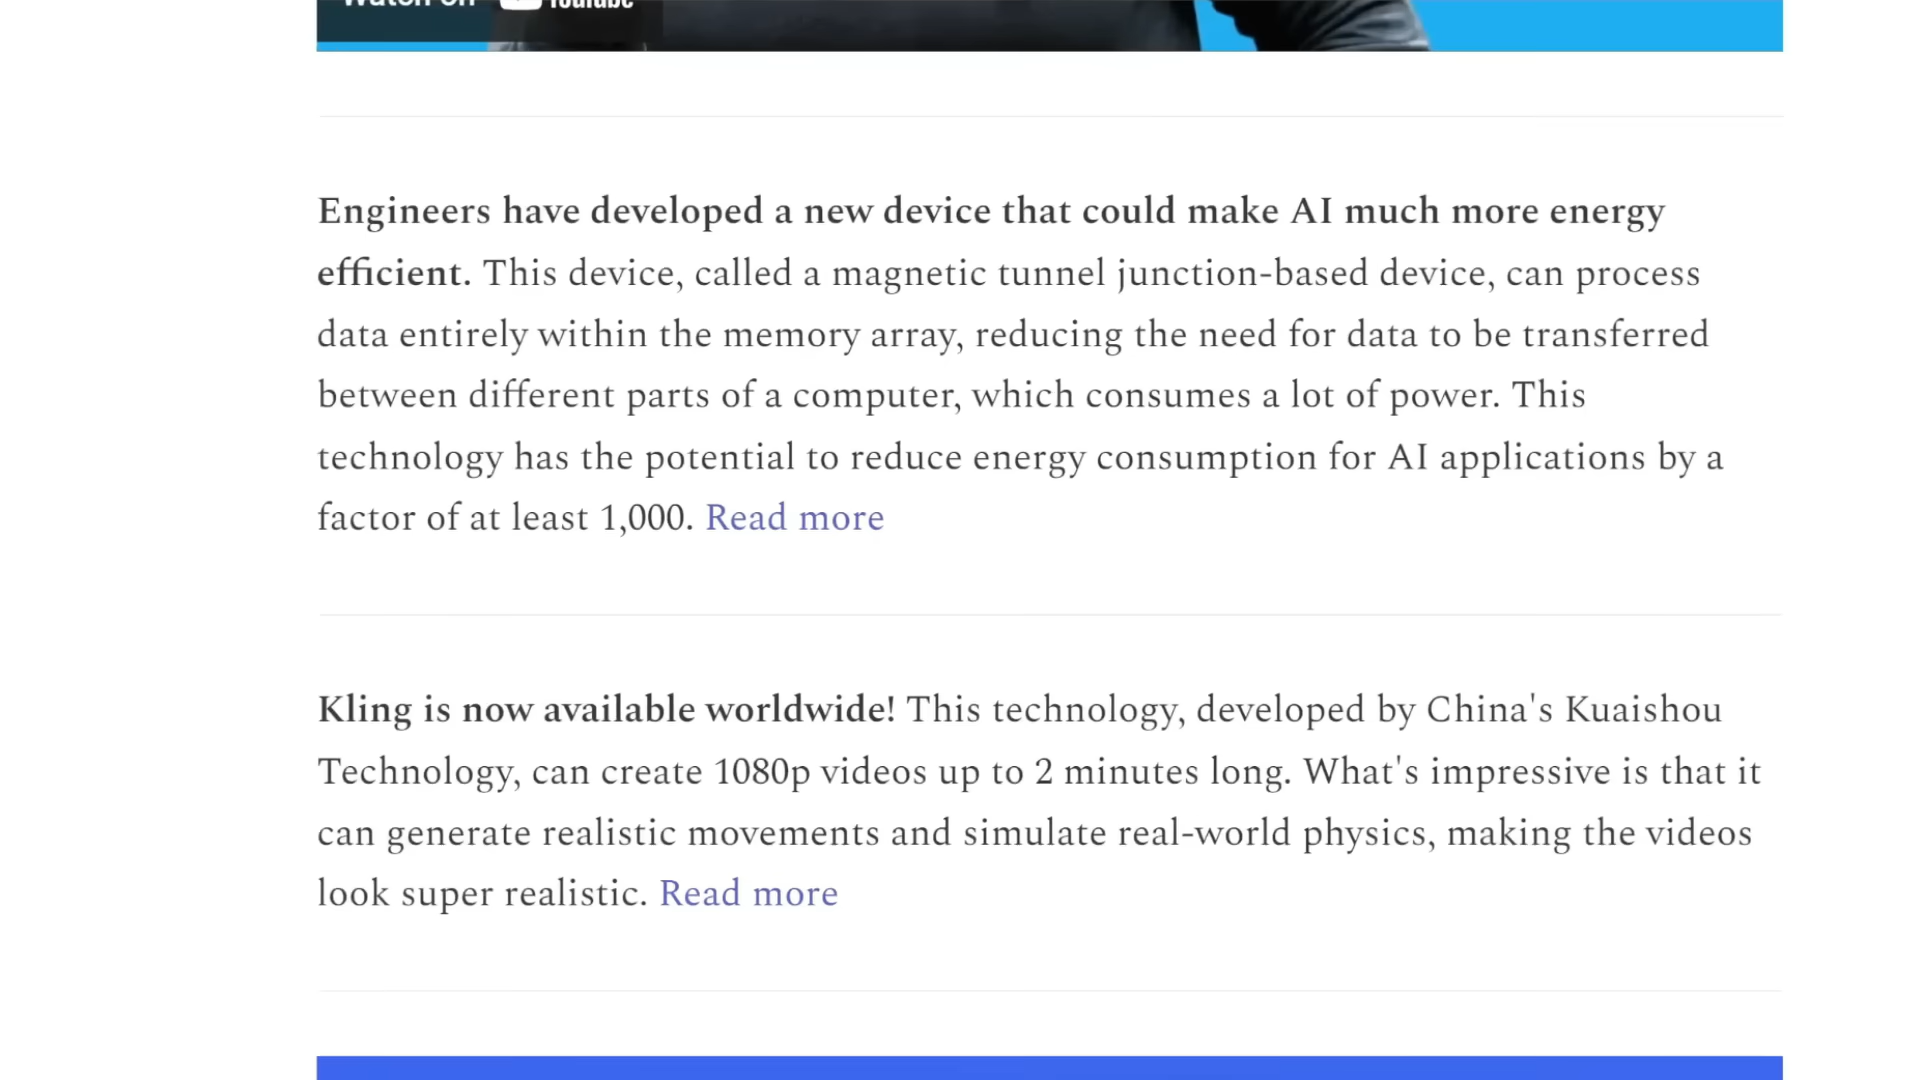 Watch on YouTube
Engineers have developed a new device that could make AI much more energy
efficient. This device, called a magnetic tunnel junction-based device, can process
data entirely within the memory array, reducing the need for data to be transferred
between different parts of a computer, which consumes a lot of power. This
technology has the potential to reduce energy consumption for AI applications by a
factor of at least 1,000. Read more
Kling is now available worldwide! This technology, developed by China's Kuaishou
Technology, can create 1080p videos up to 2 minutes long. What's impressive is that it
can generate realistic movements and simulate real-world physics, making the videos
look super realistic. Read more